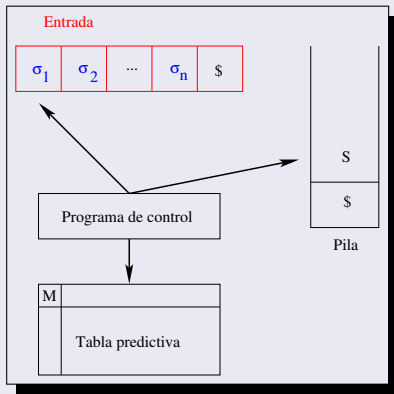 Entrada
σ1 σ2 ... σn $
S
Programa de control
$
Pila
M
Tabla predictiva